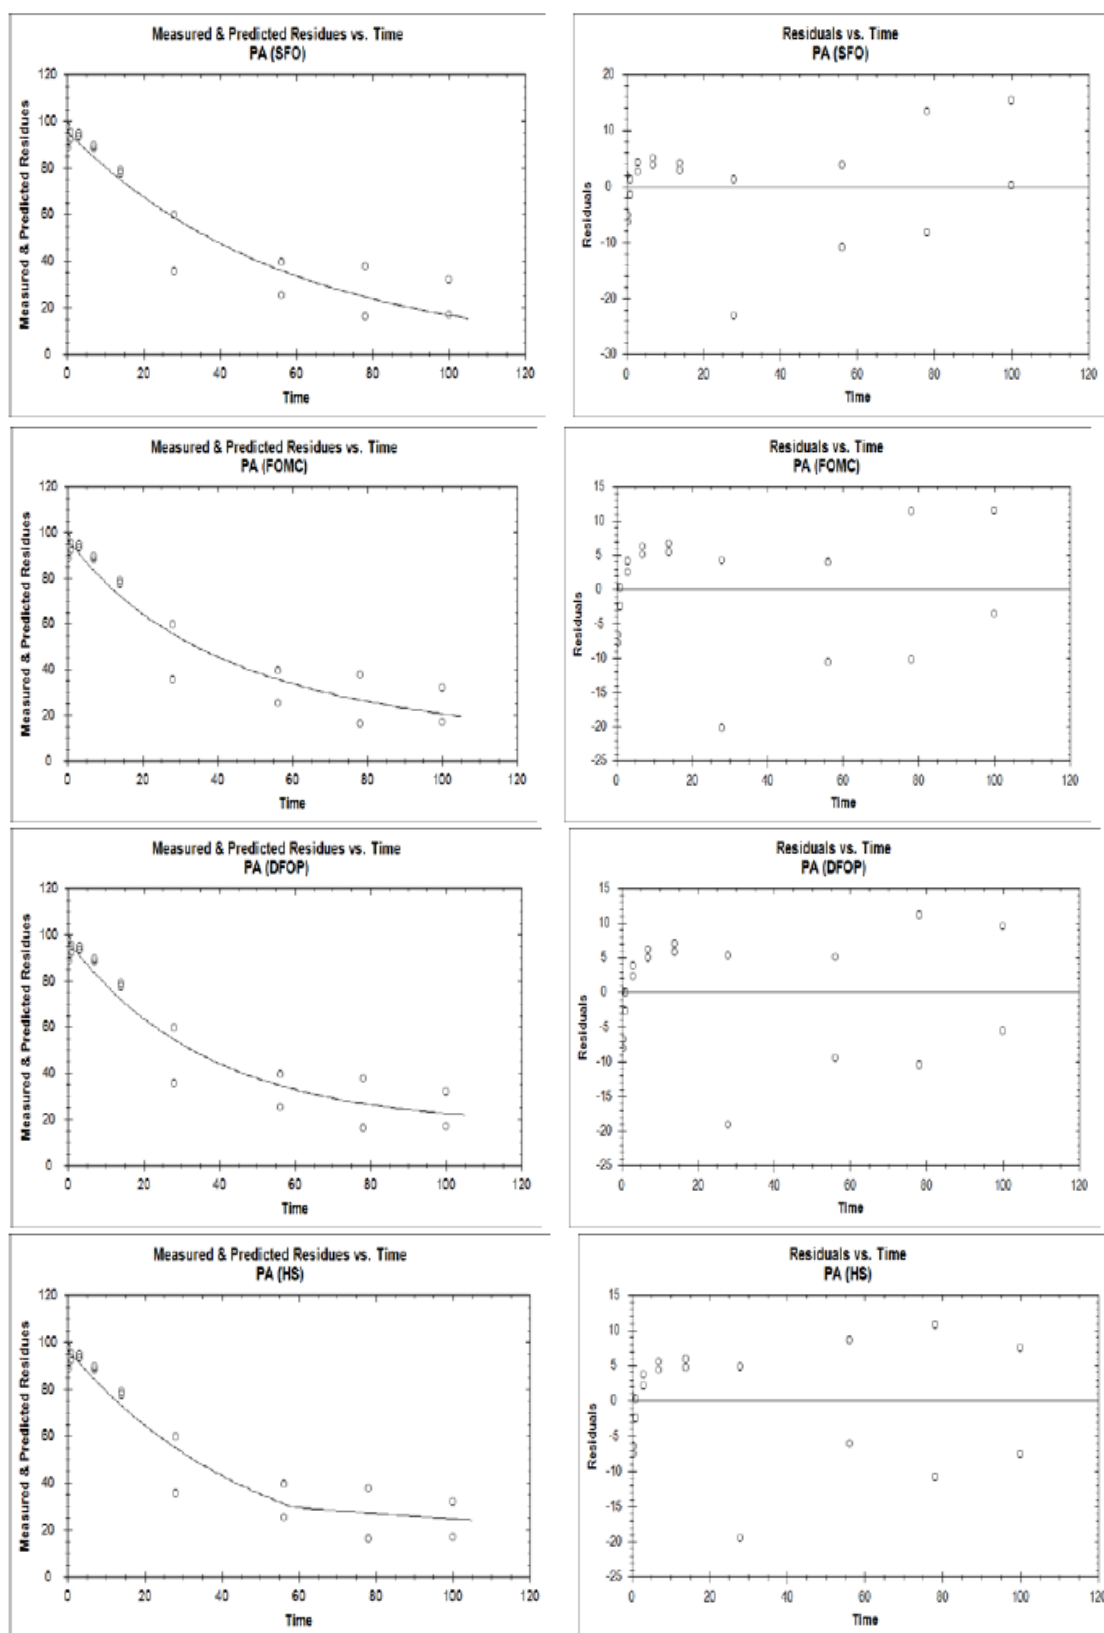 Measured & Predicted Residues vs. Time
PA (SFO)
Measured & Predicted Residues
120
100
80
60
40
20
0
0 20 40 60 80 100 120
Time
Residuals vs. Time
PA (SFO)
Residuals
20
10
0
-10
-20
-30
0 20 40 60 80 100 120
Time
Measured & Predicted Residues vs. Time
PA (FOMC)
Measured & Predicted Residues
120
100
80
60
40
20
0
0 20 40 60 80 100 120
Time
Residuals vs. Time
PA (FOMC)
Residuals
15
10
5
0
-5
-10
-15
-20
-25
0 20 40 60 80 100 120
Time
Measured & Predicted Residues vs. Time
PA (DFOP)
Measured & Predicted Residues
120
100
80
60
40
20
0
0 20 40 60 80 100 120
Time
Residuals vs. Time
PA (DFOP)
Residuals
15
10
5
0
-5
-10
-15
-20
-25
0 20 40 60 80 100 120
Time
Measured & Predicted Residues vs. Time
PA (HS)
Measured & Predicted Residues
120
100
80
60
40
20
0
0 20 40 60 80 100 120
Time
Residuals vs. Time
PA (HS)
Residuals
15
10
5
0
-5
-10
-15
-20
-25
0 20 40 60 80 100 120
Time